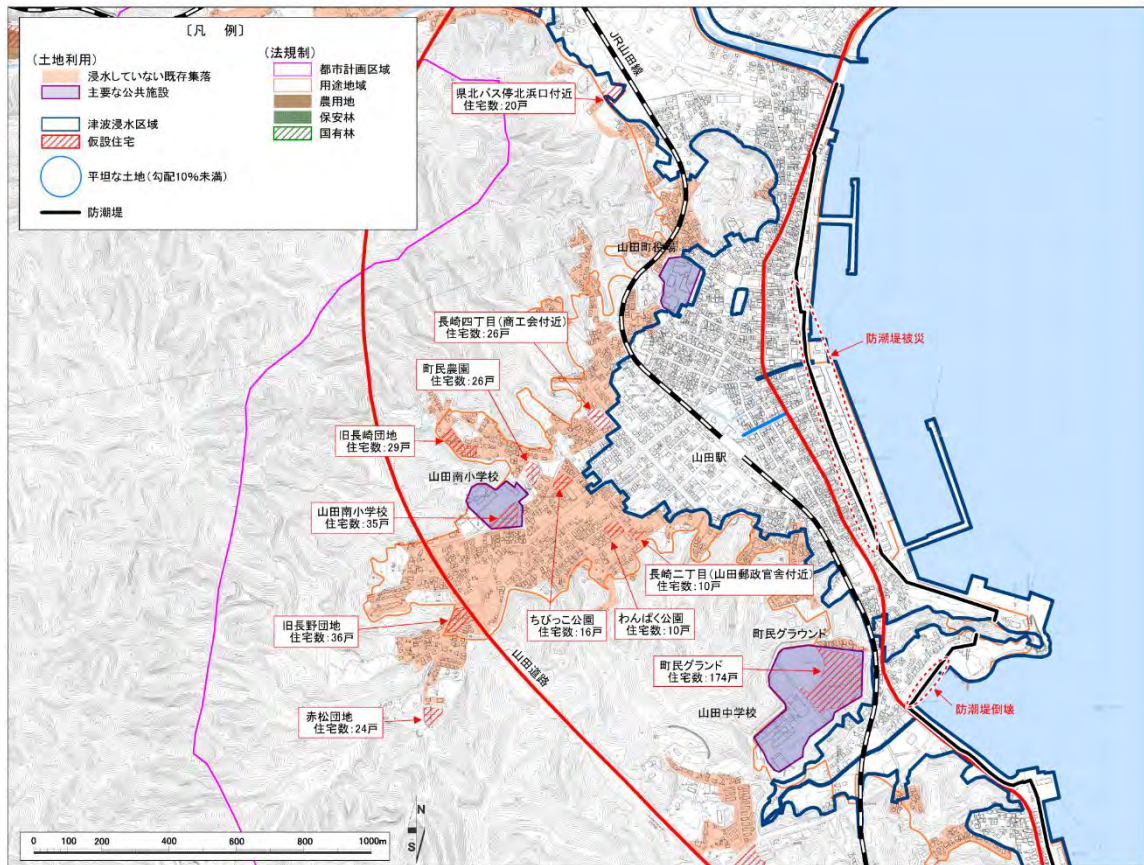 〔凡 例〕
(土地利用)
浸水していない既存集落
主要な公共施設
津波浸水区域
仮設住宅
平坦な土地(勾配10%未満)
防潮堤
(法規制)
都市計画区域
用途地域
農用地
保安林
国有林
JR山田線
県北バス停北浜口付近
住宅数:20戸
山田町役場
長崎四丁目(商工会付近)
住宅数:26戸
防潮堤被災
町民農園
住宅数:26戸
旧長崎団地
住宅数:29戸
山田駅
山田南小学校
山田南小学校
住宅数:35戸
長崎二丁目(山田郵政官舎付近)
住宅数:10戸
ちびっこ公園
住宅数:16戸
わんぱく公園
住宅数:10戸
旧長野団地
住宅数:36戸
町民グラウンド
町民グランド
住宅数:174戸
山田道路
山田中学校
防潮堤倒壊
赤松団地
住宅数:24戸
N
S
0 100 200 400 600 800 1000m